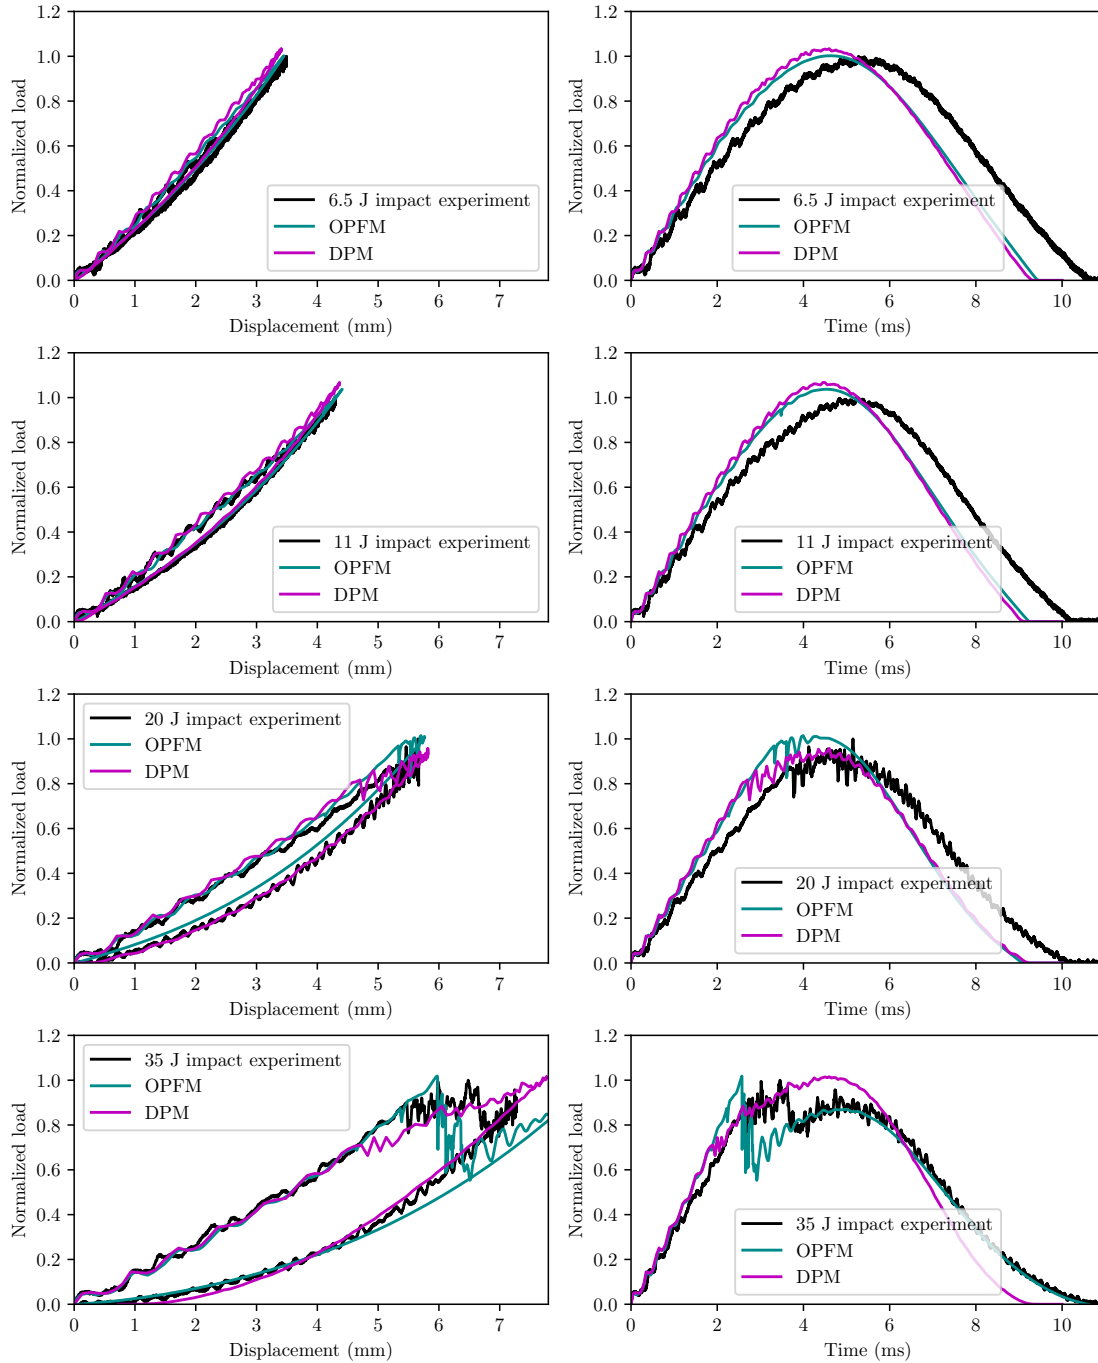 1.2
1.0
0.8
0.6
0.4
0.2
0.0
Normalized load
6.5 J impact experiment
OPFM
DPM
0 1 2 3 4 5 6 7
Displacement (mm)
1.2
1.0
0.8
0.6
0.4
0.2
0.0
Normalized load
6.5 J impact experiment
OPFM
DPM
0 2 4 6 8 10
Time (ms)
1.2
1.0
0.8
0.6
0.4
0.2
0.0
Normalized load
11 J impact experiment
OPFM
DPM
0 1 2 3 4 5 6 7
Displacement (mm)
1.2
1.0
0.8
0.6
0.4
0.2
0.0
Normalized load
11 J impact experiment
OPFM
DPM
0 2 4 6 8 10
Time (ms)
1.2
1.0
0.8
0.6
0.4
0.2
0.0
Normalized load
20 J impact experiment
OPFM
DPM
0 1 2 3 4 5 6 7
Displacement (mm)
1.2
1.0
0.8
0.6
0.4
0.2
0.0
Normalized load
20 J impact experiment
OPFM
DPM
0 2 4 6 8 10
Time (ms)
1.2
1.0
0.8
0.6
0.4
0.2
0.0
Normalized load
35 J impact experiment
OPFM
DPM
0 1 2 3 4 5 6 7
Displacement (mm)
1.2
1.0
0.8
0.6
0.4
0.2
0.0
Normalized load
35 J impact experiment
OPFM
DPM
0 2 4 6 8 10
Time (ms)